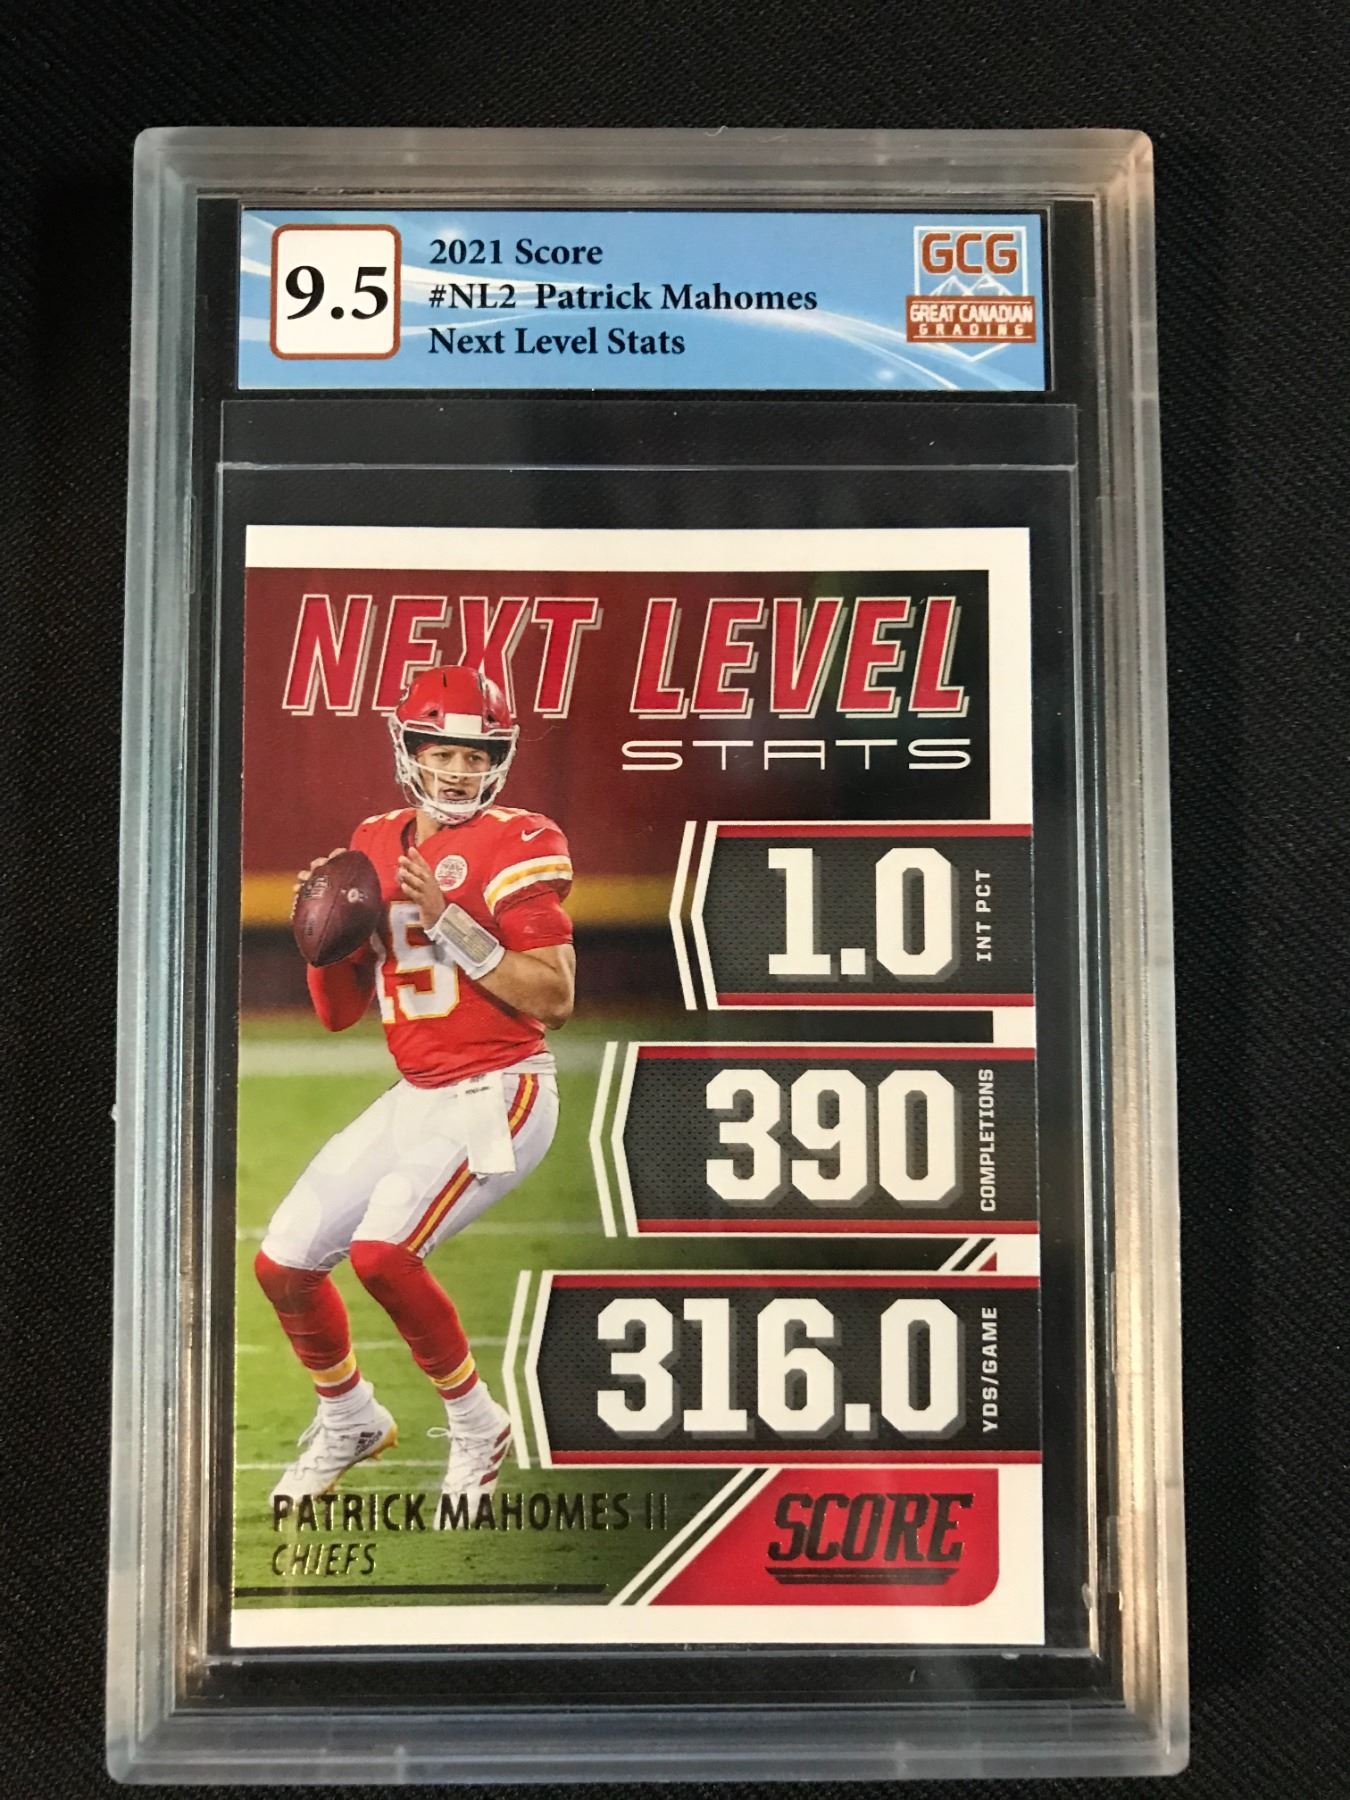 9.5
2021 Score
#NL2 Patrick Mahomes
Next Level Stats
GCG
GREAT CANADIAN
GRADING
NEXT LEVEL
STATS
15
1.0
INT PCT
390
COMPLETIONS
316.0
YDS/GAME
PATRICK MAHOMES II
CHIEFS
SCORE